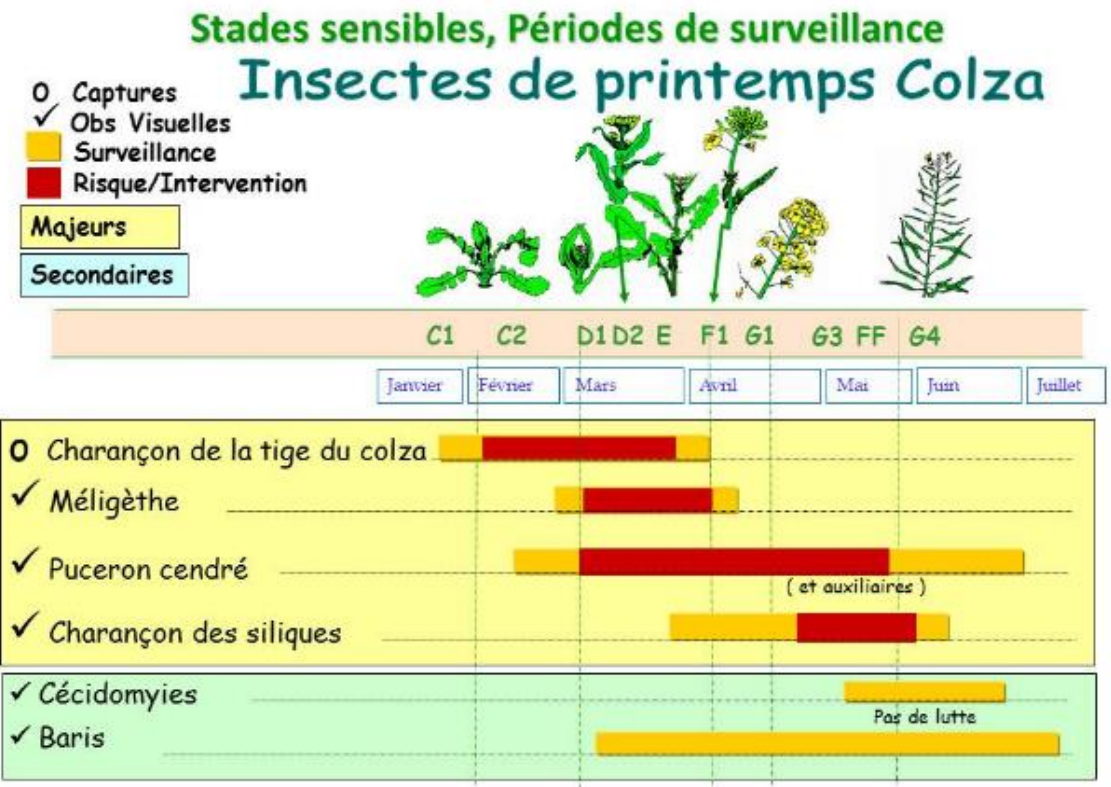 Stades sensibles, Périodes de surveillance
Insectes de printemps Colza
O Captures
✓ Obs Visuelles
Surveillance
Risque/Intervention
Majeurs
Secondaires
C1 C2 D1 D2 E F1 G1 G3 FF G4
Janvier Février Mars Avril Mai Juin Juillet
O Charançon de la tige du colza
✓ Méligèthe
✓ Puceron cendré
( et auxiliaires )
✓ Charançon des siliques
✓ Cécidomyies
Pas de lutte
✓ Baris